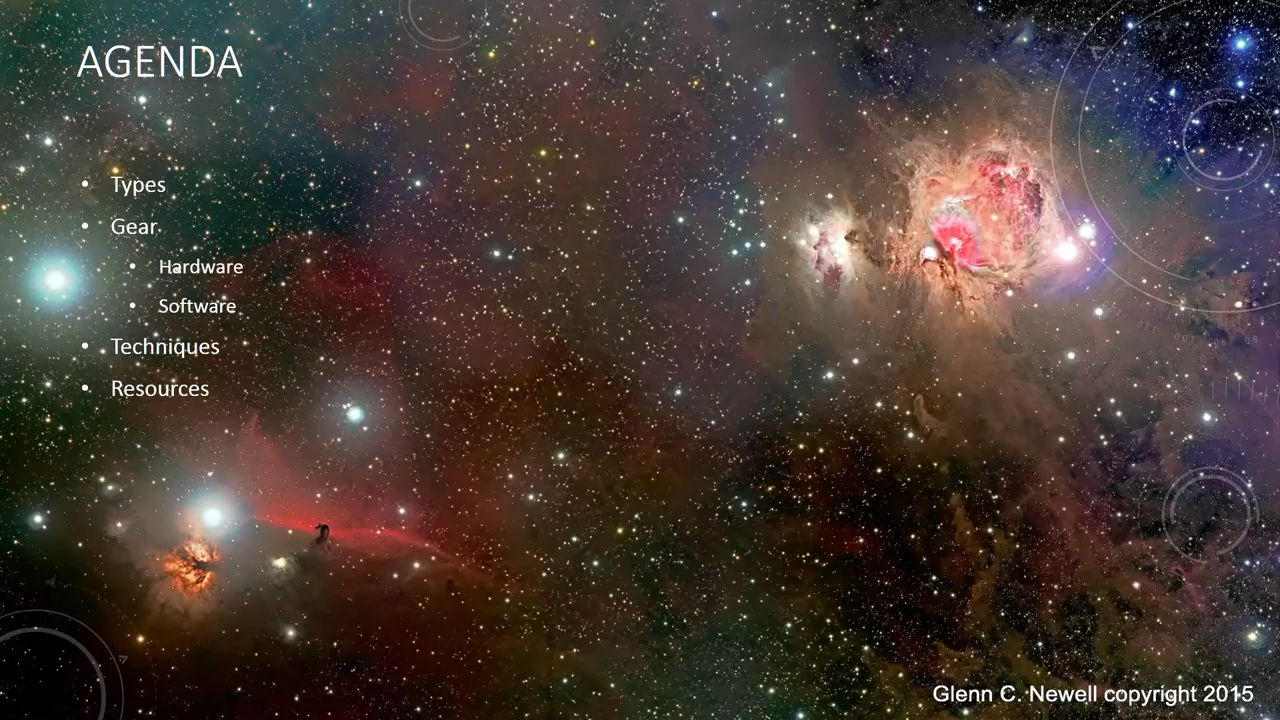 AGENDA
• Types
• Gear
• Hardware
• Software
• Techniques
• Resources
Glenn C. Newell copyright 2015